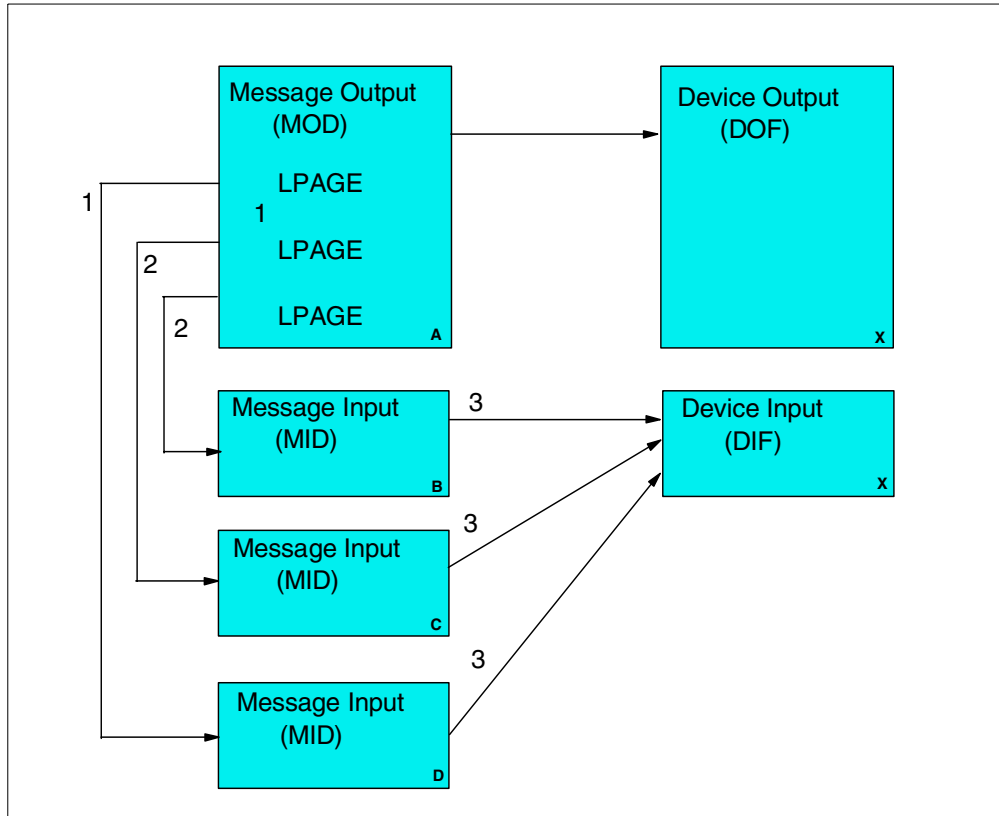 Message Output
(MOD)
LPAGE
1
LPAGE
LPAGE
A
Device Output
(DOF)
X
1
2
2
Message Input
(MID)
B
3
Device Input
(DIF)
X
Message Input
(MID)
C
3
Message Input
(MID)
D
3